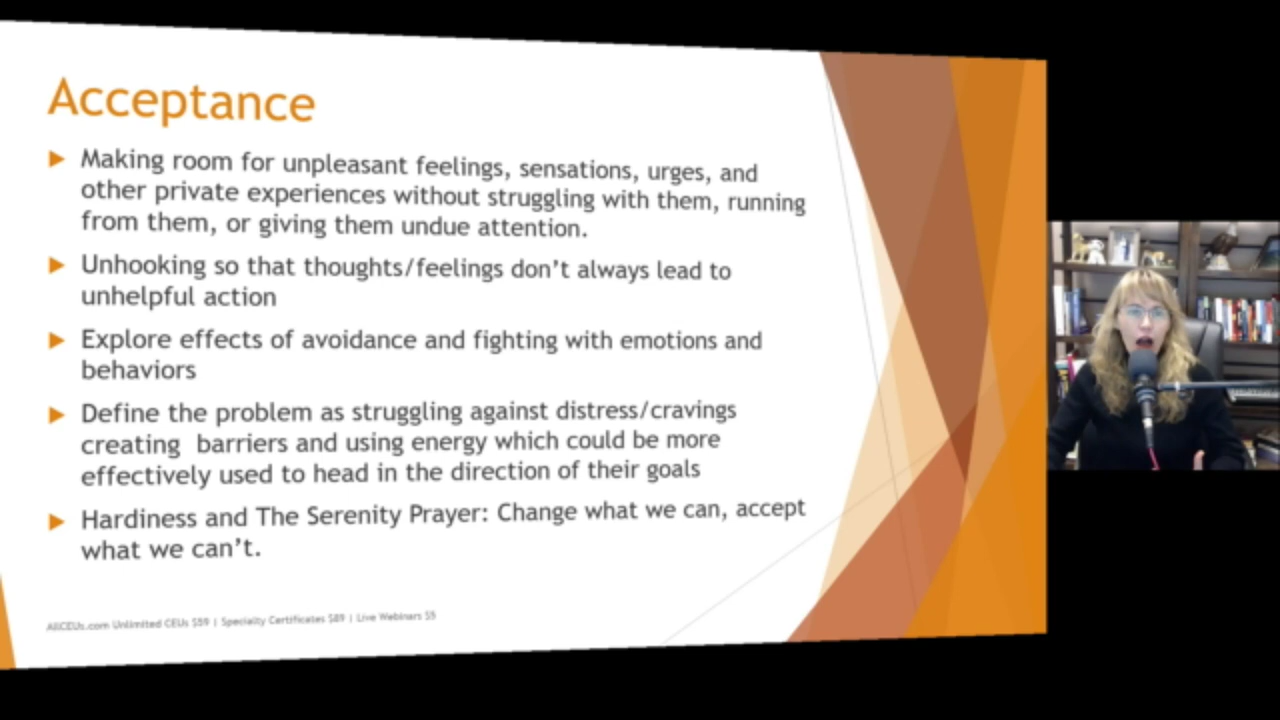 Acceptance
Making room for unpleasant feelings, sensations, urges, and
other private experiences without struggling with them, running
from them, or giving them undue attention.
Unhooking so that thoughts/feelings don't always lead to
unhelpful action
Explore effects of avoidance and fighting with emotions and
behaviors
Define the problem as struggling against distress/cravings
creating barriers and using energy which could be more
effectively used to head in the direction of their goals
Hardiness and The Serenity Prayer: Change what we can, accept
what we can't.
AllCEUs.com Unlimited CEUs $59 | Specialty Certificates $89 | Live Webinars $5